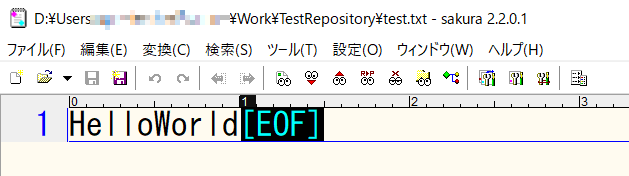 D:¥Users¥Work¥TestRepository¥test.txt - sakura 2.2.0.1
ファイル(F) 編集(E) 変換(C) 検索(S) ツール(T) 設定(O) ウィンドウ(W) ヘルプ(H)
0 1 2 3
1 HelloWorld[EOF]